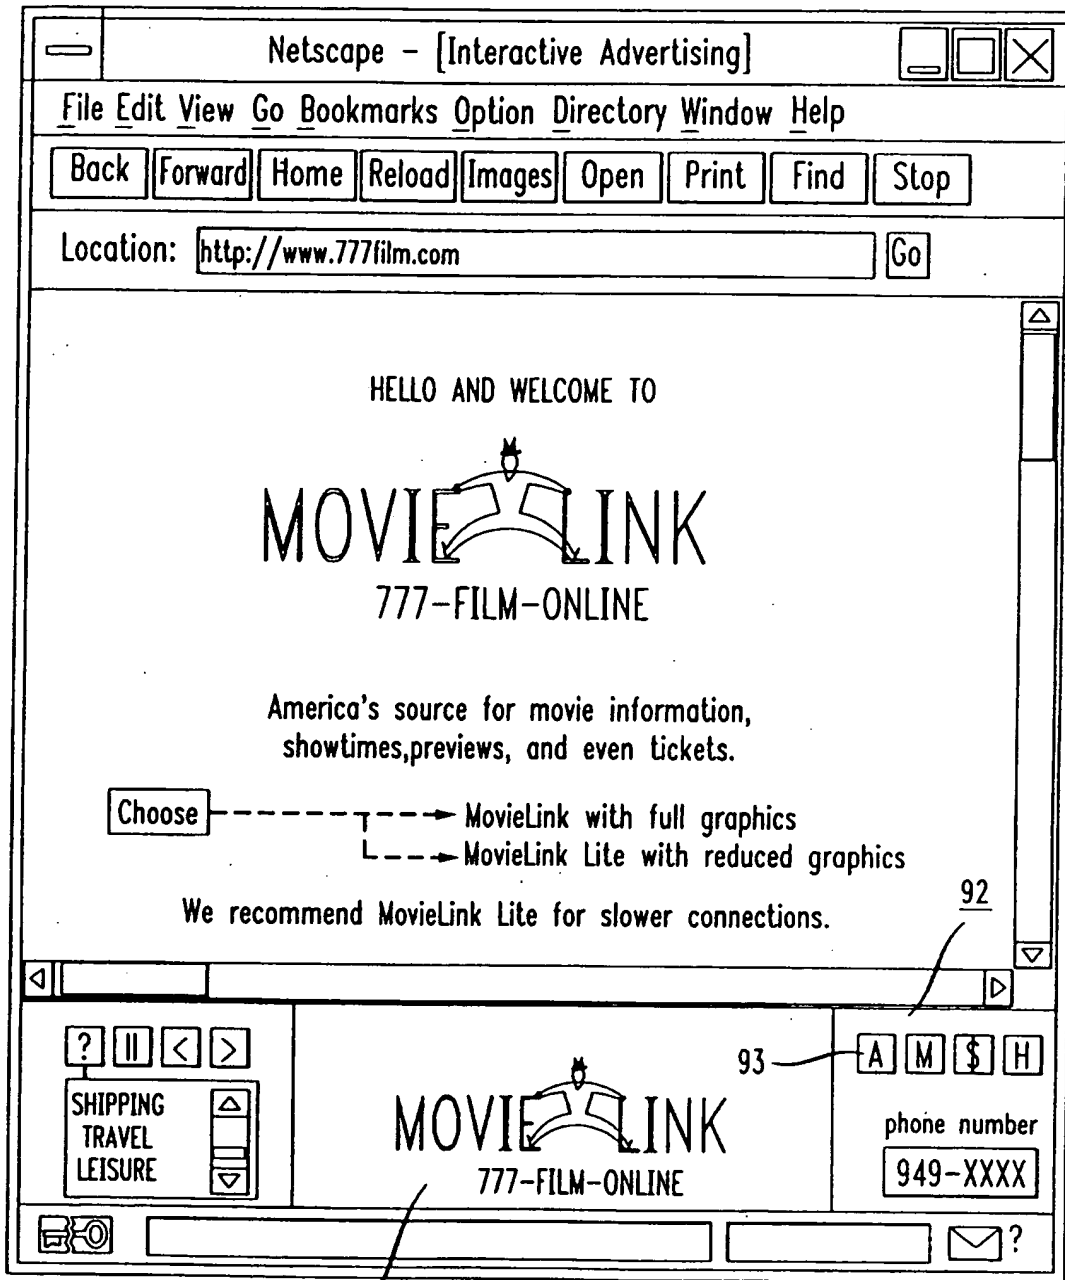 Netscape - [Interactive Advertising]
File Edit View Go Bookmarks Option Directory Window Help
Back Forward Home Reload Images Open Print Find Stop
Location: http://www.777film.com Go
HELLO AND WELCOME TO
MOVIELINK
777-FILM-ONLINE
America's source for movie information,
showtimes,previews, and even tickets.
Choose MovieLink with full graphics
MovieLink Lite with reduced graphics
We recommend MovieLink Lite for slower connections.
92
? || < >
SHIPPING
TRAVEL
LEISURE
MOVIELINK
777-FILM-ONLINE
93 A M $ H
phone number
949-XXXX
?